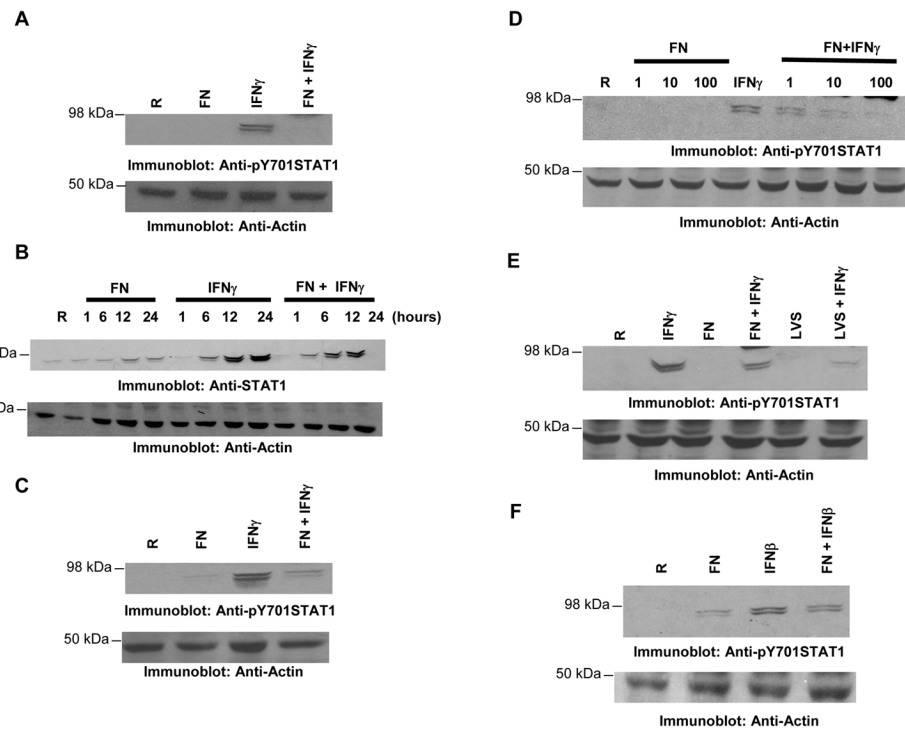 A
R FN IFNγ FN + IFNγ
98 kDa
Immunoblot: Anti-pY701STAT1
50 kDa
Immunoblot: Anti-Actin
B
FN IFNγ FN + IFNγ
R 1 6 12 24 1 6 12 24 1 6 12 24 (hours)
Da
Immunoblot: Anti-STAT1
Da
Immunoblot: Anti-Actin
C
R FN IFNγ FN + IFNγ
98 kDa
Immunoblot: Anti-pY701STAT1
50 kDa
Immunoblot: Anti-Actin
D
FN FN+IFNγ
R 1 10 100 IFNγ 1 10 100
98 kDa
Immunoblot: Anti-pY701STAT1
50 kDa
Immunoblot: Anti-Actin
E
R IFNγ FN FN + IFNγ LVS LVS + IFNγ
98 kDa
Immunoblot: Anti-pY701STAT1
50 kDa
Immunoblot: Anti-Actin
F
R FN IFNβ FN + IFNβ
98 kDa
Immunoblot: Anti-pY701STAT1
50 kDa
Immunoblot: Anti-Actin